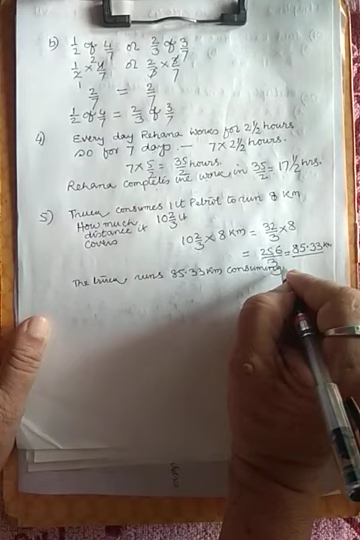 b) 1/2 of 4/7 or 2/3 of 3/7
1/2 × 4/7 or 2/3 × 3/7
2/7 = 2/7
1/2 of 4/7 = 2/3 of 3/7
4) Every day Rehana works for 2 1/2 hours
So for 7 days — 7 × 2 1/2 hours.
7 × 5/2 = 35/2 hours.
Rehana completes the work in 35/2 = 17 1/2 hrs.
5) Truck consumes 1 lt Petrol to run 8 km
How much distance it covers 10 2/3 lt
10 2/3 × 8 km = 32/3 × 8
= 256/3 = 85.33 km
The truck runs 85.33 km consuming